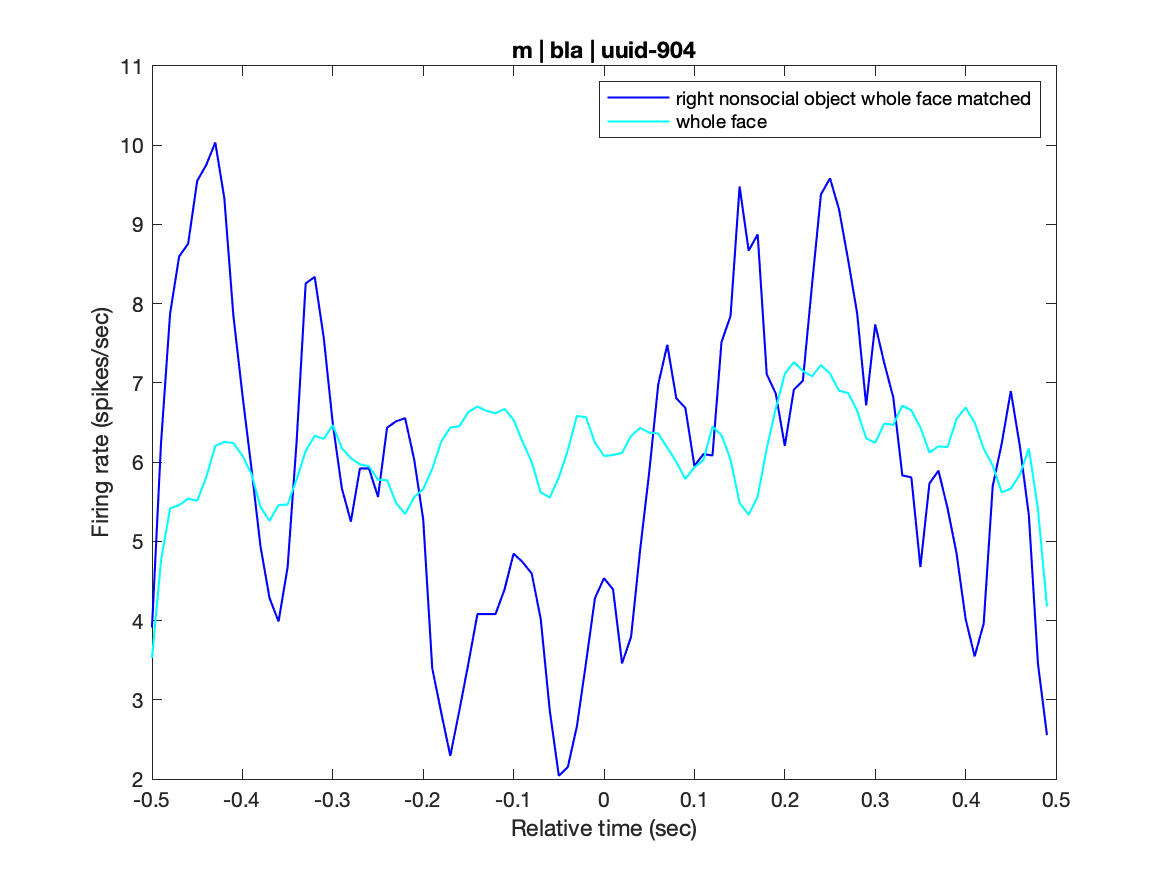 m | bla | uuid-904
right nonsocial object whole face matched
whole face
Firing rate (spikes/sec)
11
10
9
8
7
6
5
4
3
2
-0.5 -0.4 -0.3 -0.2 -0.1 0 0.1 0.2 0.3 0.4 0.5
Relative time (sec)